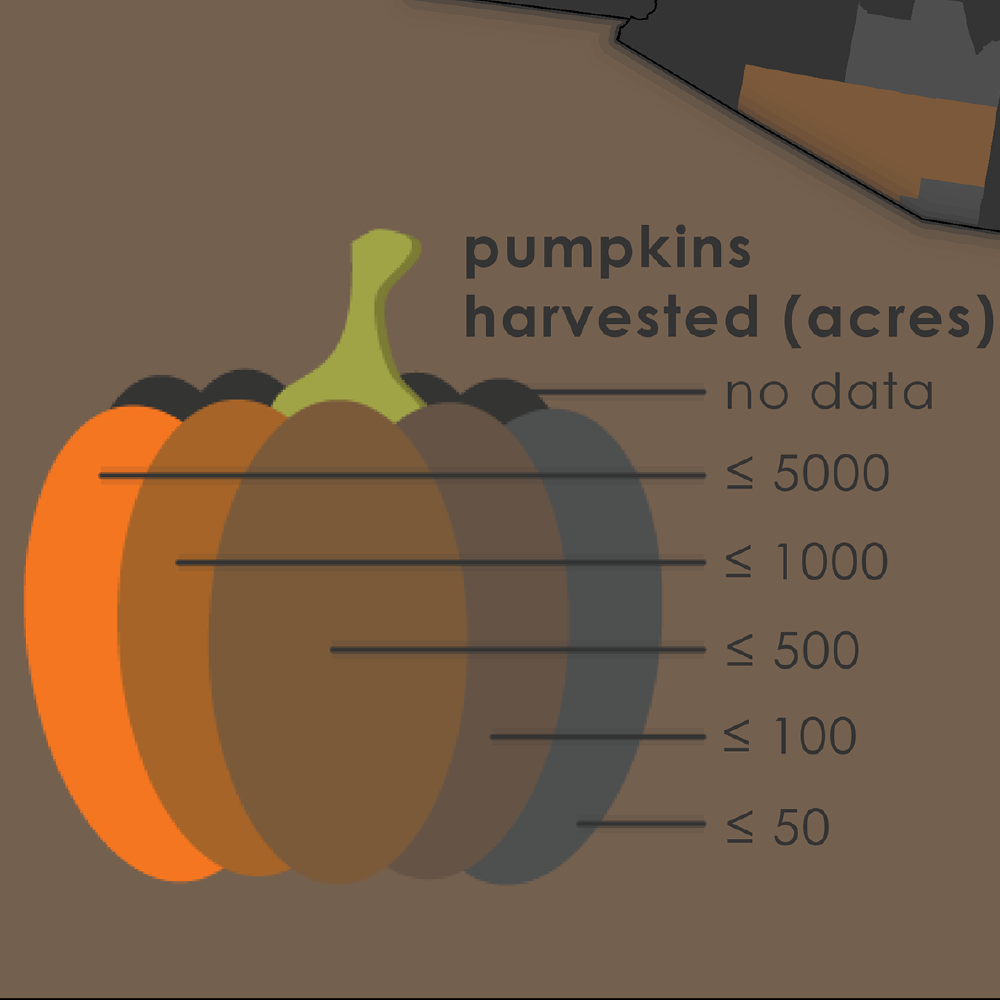 pumpkins
harvested (acres)
no data
≤ 5000
≤ 1000
≤ 500
≤ 100
≤ 50